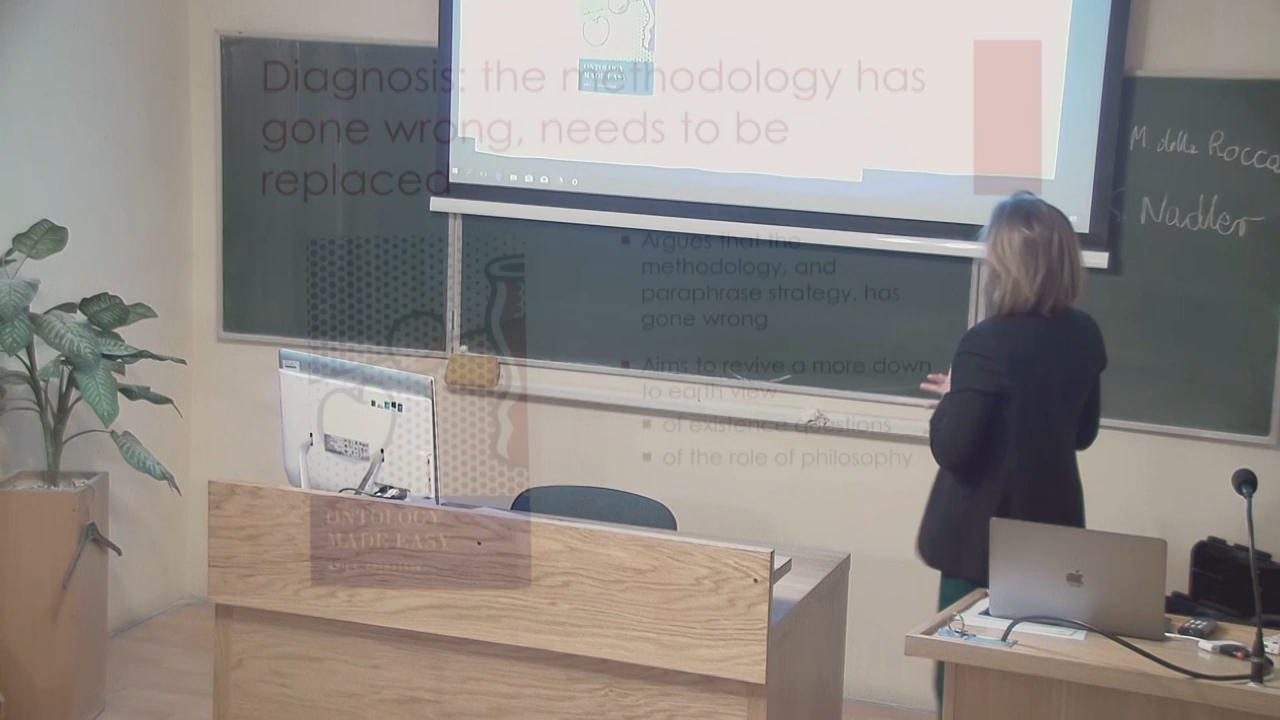 Diagnosis: the methodology has
gone wrong, needs to be
replaced
ONTOLOGY
MADE EASY
M. della Rocca
S. Nadler
▪ Argues that the
methodology, and
paraphrase strategy, has
gone wrong
▪ Aims to revive a more down
to earth view
▪ of existence questions
▪ of the role of philosophy
ONTOLOGY
MADE EASY